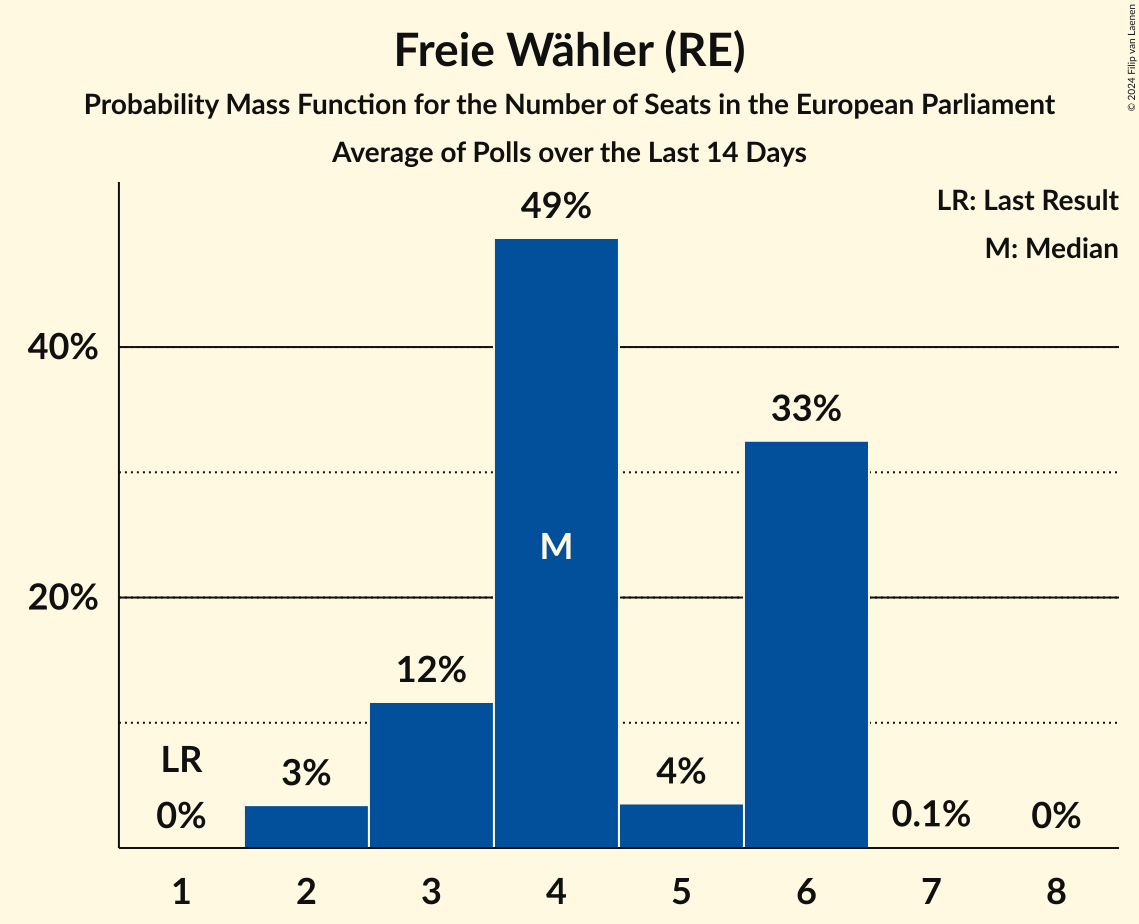 Freie Wähler (RE)
Probability Mass Function for the Number of Seats in the European Parliament
Average of Polls over the Last 14 Days
© 2024 Filip van Laenen
LR: Last Result
M: Median
49%
40%
33%
M
20%
12%
LR
3%
4%
0%
0.1%
0%
1 2 3 4 5 6 7 8